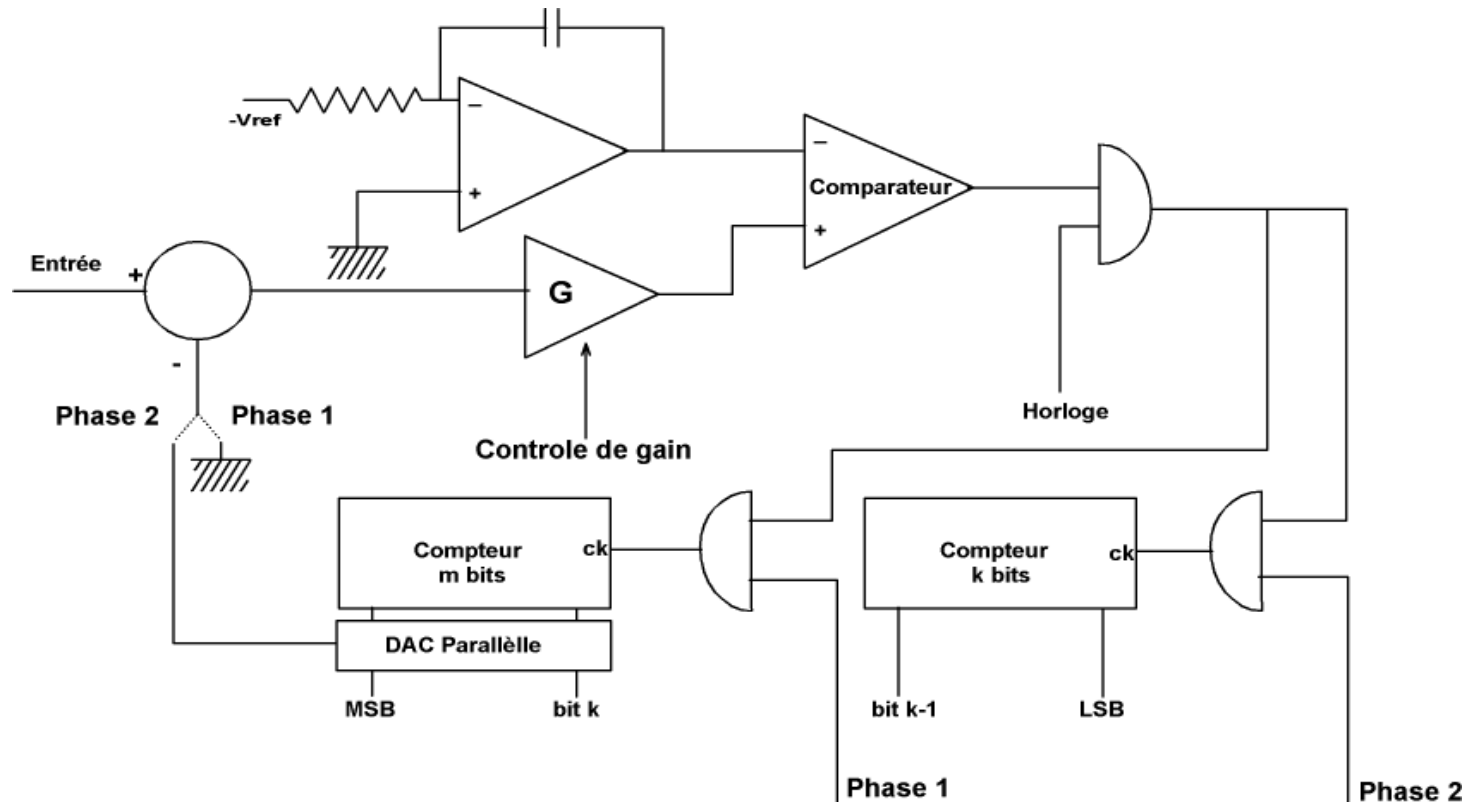 -Vref
−
+
−
Comparateur
+
Entrée
+
G
-
Phase 2
Phase 1
Horloge
Controle de gain
Compteur
m bits
ck
Compteur
k bits
ck
DAC Parallèlle
MSB
bit k
bit k-1
LSB
Phase 1
Phase 2